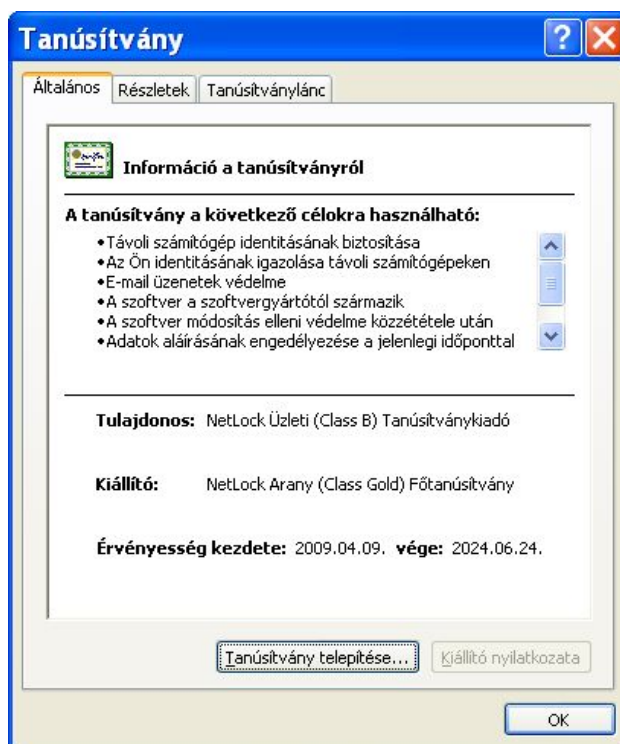 Tanúsítvány
Általános Részletek Tanúsítványlánc
Információ a tanúsítványról
A tanúsítvány a következő célokra használható:
•Távoli számítógép identitásának biztosítása
•Az Ön identitásának igazolása távoli számítógépeken
•E-mail üzenetek védelme
•A szoftver a szoftvergyártótól származik
•A szoftver módosítás elleni védelme közzététele után
•Adatok aláírásának engedélyezése a jelenlegi időponttal
Tulajdonos: NetLock Üzleti (Class B) Tanúsítványkiadó
Kiállító: NetLock Arany (Class Gold) Főtanúsítvány
Érvényesség kezdete: 2009.04.09. vége: 2024.06.24.
Tanúsítvány telepítése... Kiállító nyilatkozata
OK